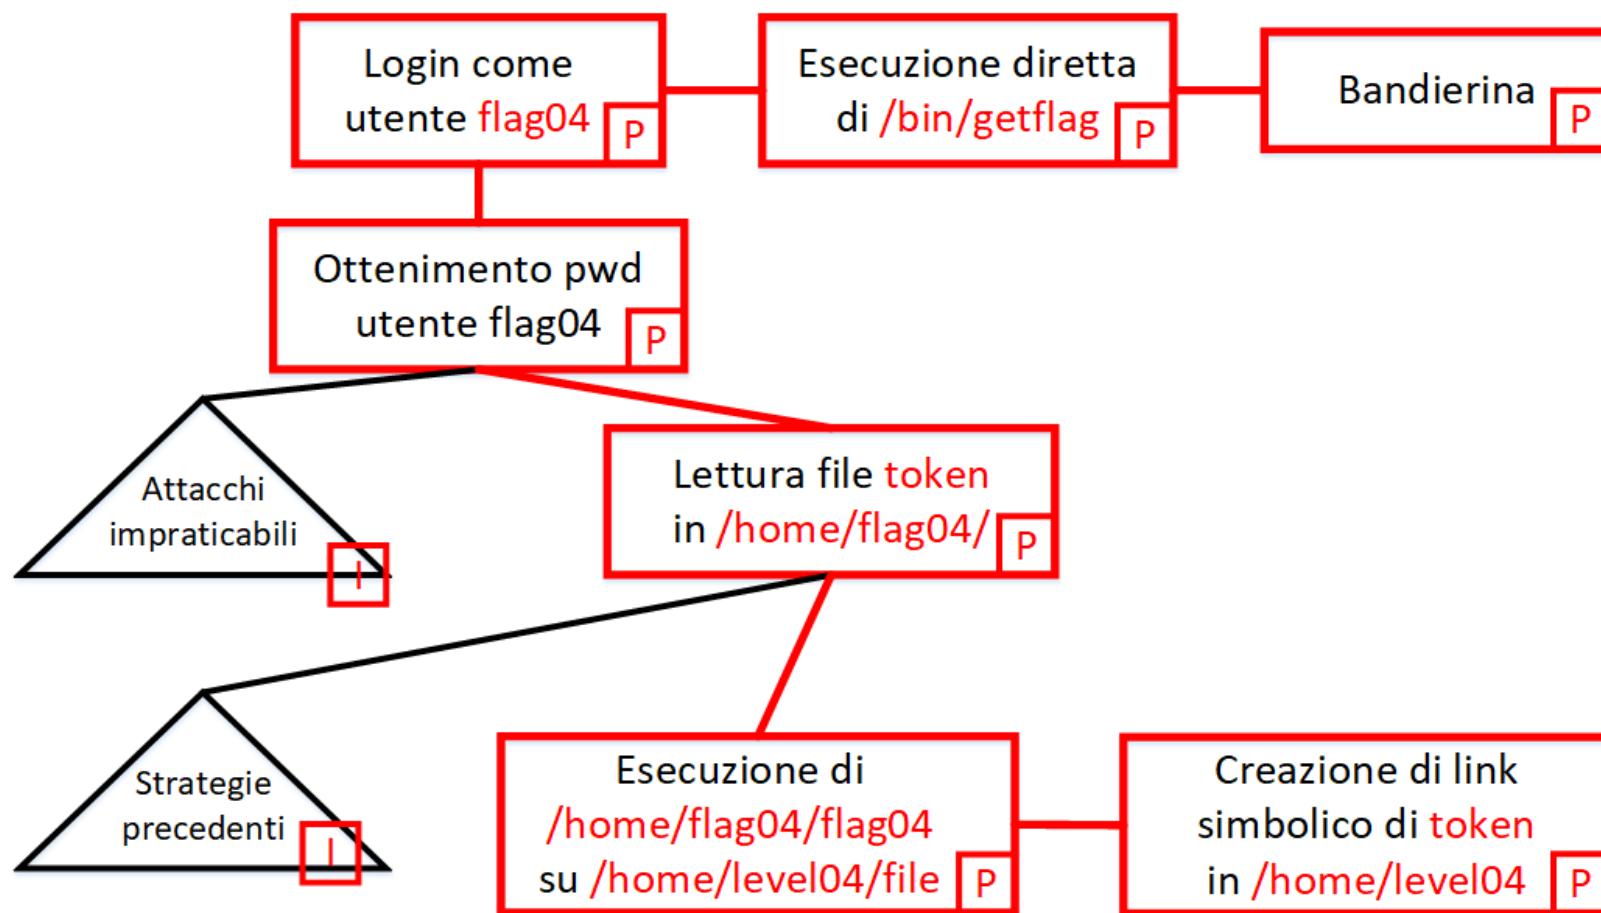 Login come
utente flag04
P
Esecuzione diretta
di /bin/getflag
P
Bandierina
P
Ottenimento pwd
utente flag04
P
Attacchi
impraticabili
I
Lettura file token
in /home/flag04/
P
Strategie
precedenti
I
Esecuzione di
/home/flag04/flag04
su /home/level04/file
P
Creazione di link
simbolico di token
in /home/level04
P